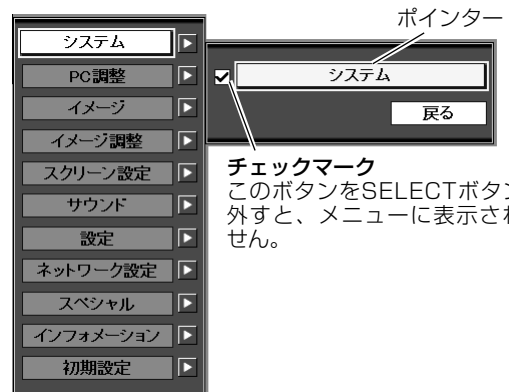 ポインター
システム
PC調整
イメージ
イメージ調整
スクリーン設定
サウンド
設定
ネットワーク設定
スペシャル
インフォメーション
初期設定
システム
戻る
チェックマーク
このボタンをSELECTボタン
外すと、メニューに表示され
せん。